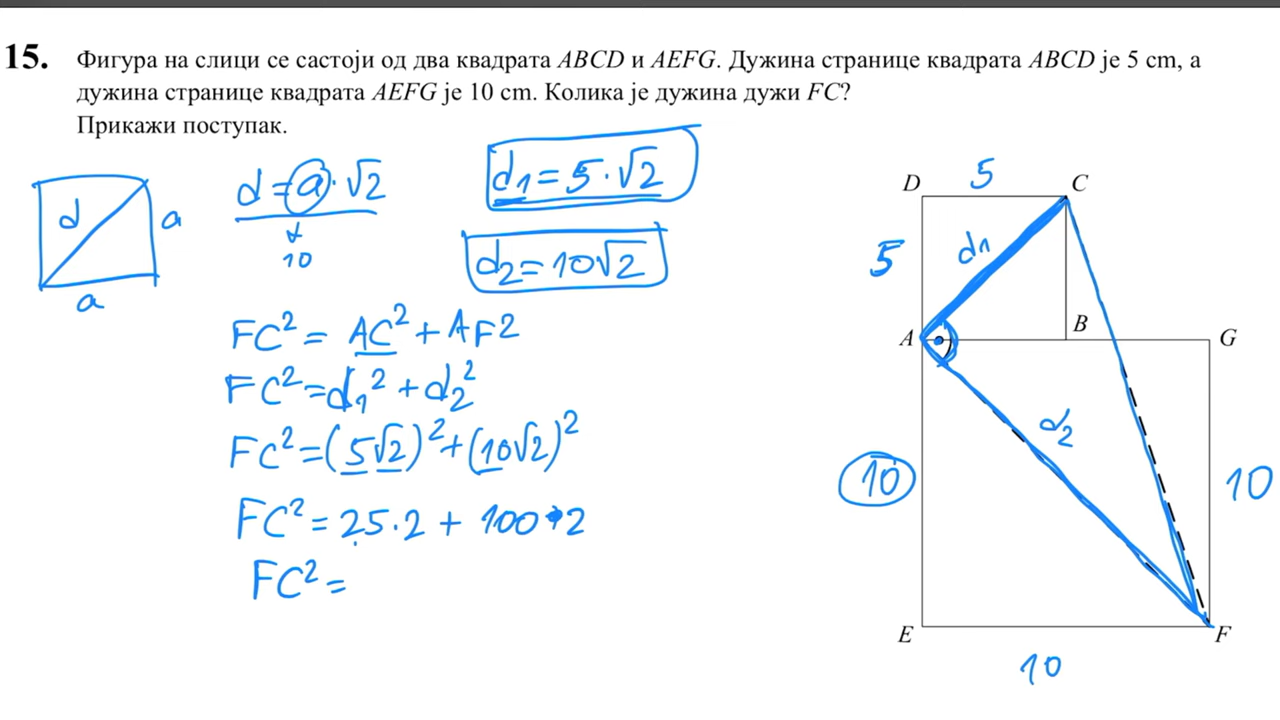 15. Фигура на слици се састоји од два квадрата ABCD и AEFG. Дужина странице квадрата ABCD је 5 cm, а
дужина странице квадрата AEFG је 10 cm. Колика је дужина дужи FC?
Прикажи поступак.
d
a
a
d = a · √2
10
d1 = 5 · √2
d2 = 10√2
FC² = AC² + AF²
FC² = d₁² + d₂²
FC² = (5√2)² + (10√2)²
FC² = 25·2 + 100·2
FC² =
D
5
C
5
d1
A
B
G
d2
10
10
E
F
10